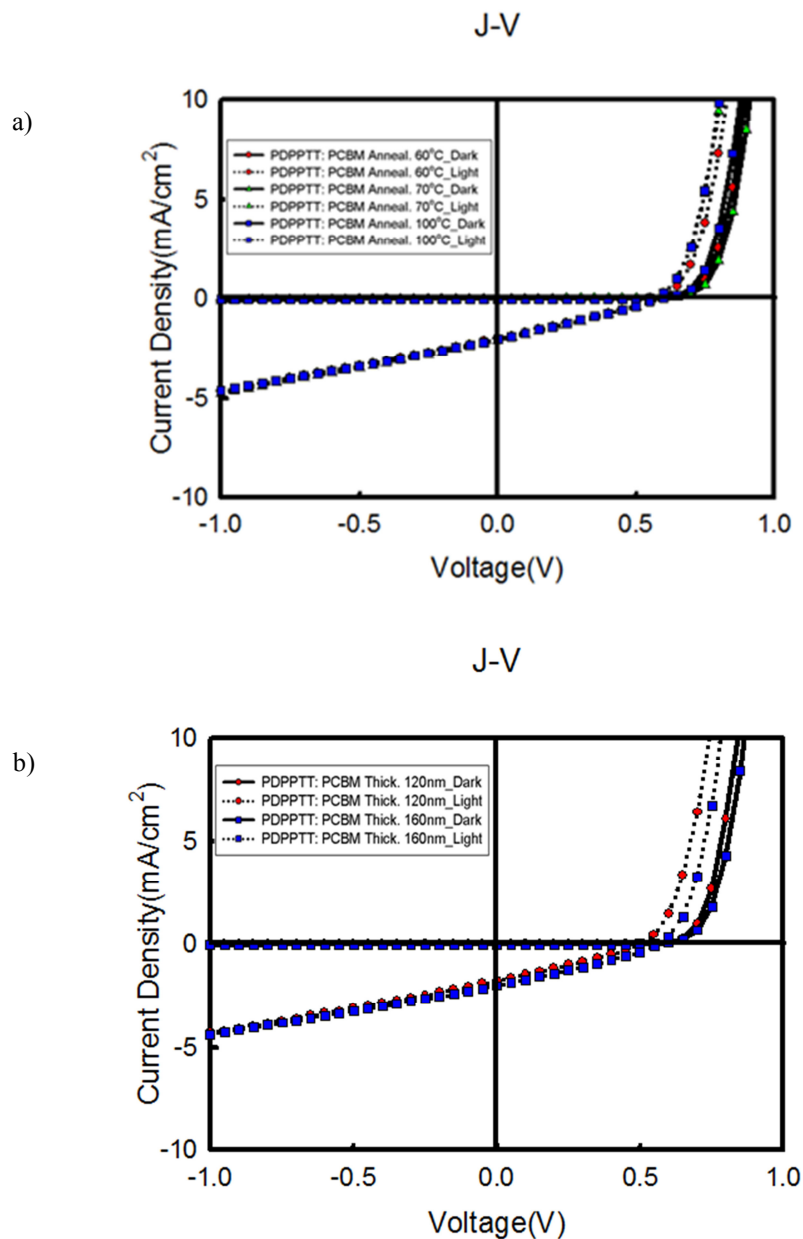 J-V
a)
10
5
0
-5
-10
Current Density(mA/cm²)
PDPPTT: PCBM Anneal. 60°C_Dark
PDPPTT: PCBM Anneal. 60°C_Light
PDPPTT: PCBM Anneal. 70°C_Dark
PDPPTT: PCBM Anneal. 70°C_Light
PDPPTT: PCBM Anneal. 100°C_Dark
PDPPTT: PCBM Anneal. 100°C_Light
-1.0 -0.5 0.0 0.5 1.0
Voltage(V)
J-V
b)
10
5
0
-5
-10
Current Density(mA/cm²)
PDPPTT: PCBM Thick. 120nm_Dark
PDPPTT: PCBM Thick. 120nm_Light
PDPPTT: PCBM Thick. 160nm_Dark
PDPPTT: PCBM Thick. 160nm_Light
-1.0 -0.5 0.0 0.5 1.0
Voltage(V)